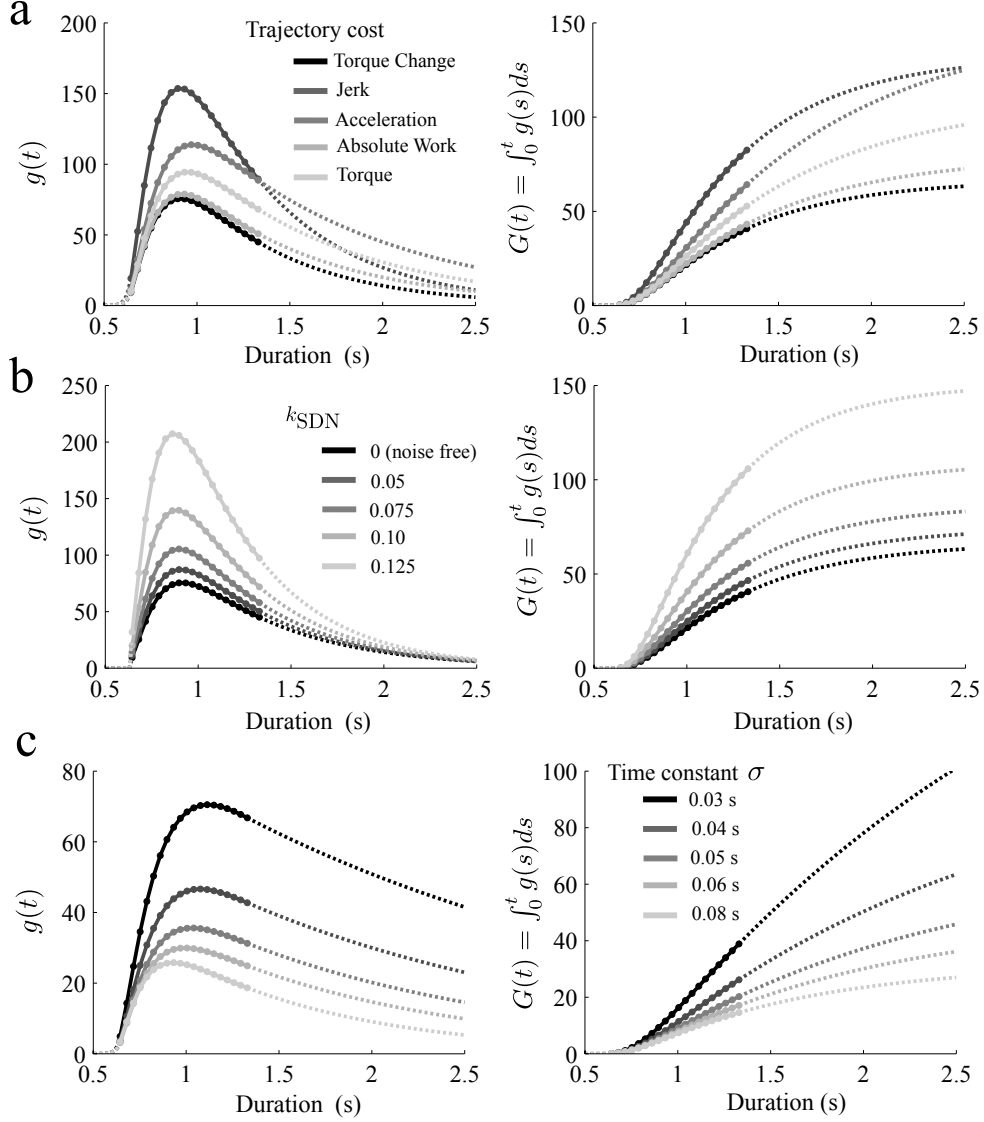 a
200
150
100
50
0
g(t)
0.5 1 1.5 2 2.5
Duration (s)
Trajectory cost
Torque Change
Jerk
Acceleration
Absolute Work
Torque
150
100
50
0
G(t) = ∫₀ᵗ g(s)ds
0.5 1 1.5 2 2.5
Duration (s)
b
250
200
150
100
50
0
g(t)
0.5 1 1.5 2 2.5
Duration (s)
k_SDN
0 (noise free)
0.05
0.075
0.10
0.125
150
100
50
0
G(t) = ∫₀ᵗ g(s)ds
0.5 1 1.5 2 2.5
Duration (s)
c
80
60
40
20
0
g(t)
0.5 1 1.5 2 2.5
Duration (s)
100
80
60
40
20
0
G(t) = ∫₀ᵗ g(s)ds
0.5 1 1.5 2 2.5
Duration (s)
Time constant σ
0.03 s
0.04 s
0.05 s
0.06 s
0.08 s